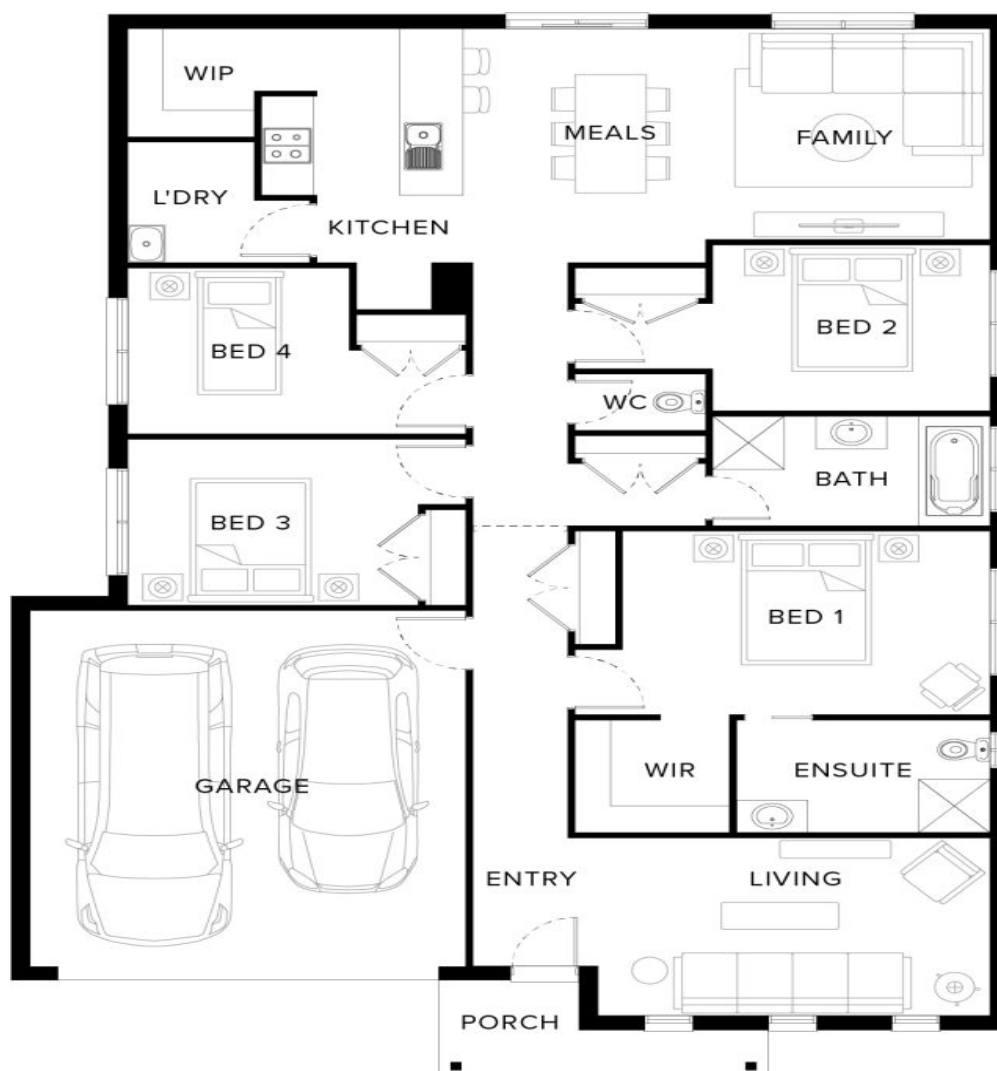 WIP
MEALS
FAMILY
L'DRY
KITCHEN
BED 2
BED 4
WC
BATH
BED 3
BED 1
WIR
ENSUITE
GARAGE
ENTRY
LIVING
PORCH